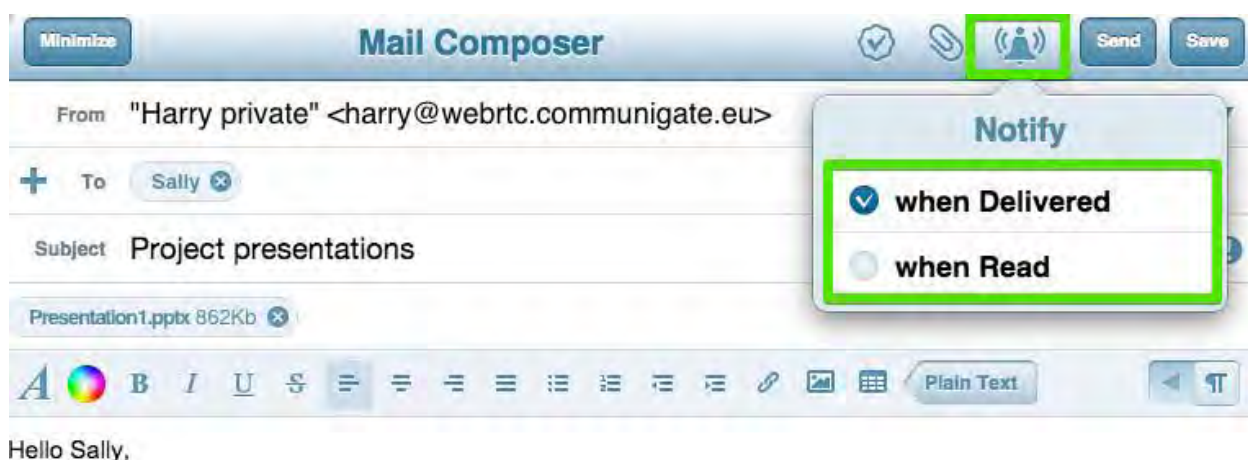 Minimize Mail Composer Send Save
From "Harry private" <harry@webrtc.communigate.eu>
Notify
To Sally
when Delivered
Subject Project presentations
when Read
Presentation1.pptx 862Kb
B I U S Plain Text
Hello Sally,